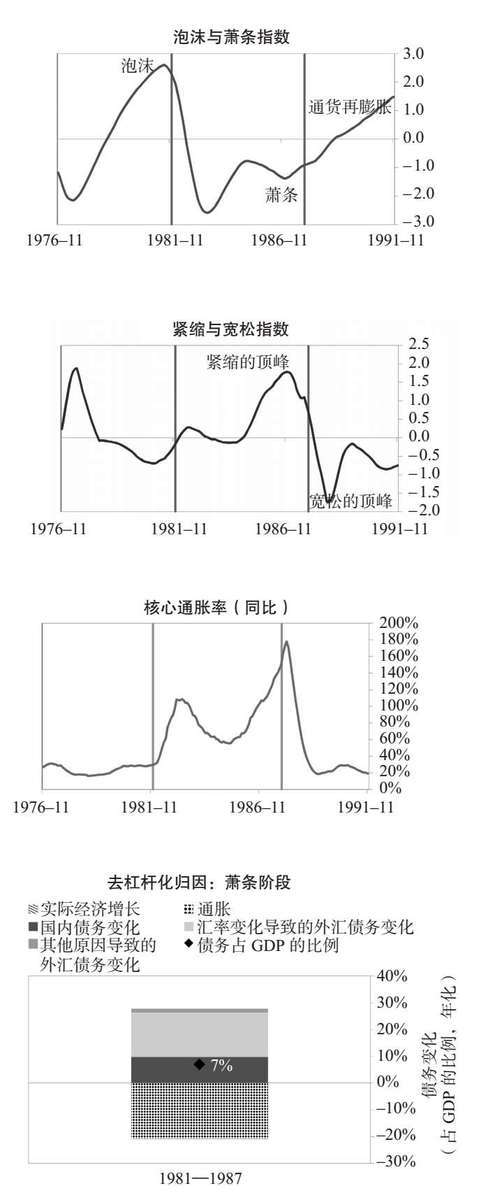 泡沫与萧条指数
泡沫
通货再膨胀
萧条
3.0
2.0
1.0
0.0
−1.0
−2.0
−3.0
1976–11 1981–11 1986–11 1991–11
紧缩与宽松指数
紧缩的顶峰
宽松的顶峰
2.5
2.0
1.5
1.0
0.5
0.0
−0.5
−1.0
−1.5
−2.0
1976–11 1981–11 1986–11 1991–11
核心通胀率（同比）
200%
180%
160%
140%
120%
100%
80%
60%
40%
20%
0%
1976–11 1981–11 1986–11 1991–11
去杠杆化归因：萧条阶段
实际经济增长 通胀
国内债务变化 汇率变化导致的外汇债务变化
其他原因导致的 债务占 GDP 的比例
外汇债务变化
7%
40%
30%
20%
10%
0%
−10%
−20%
−30%
债务变化
（占 GDP 的比例，年化）
1981—1987